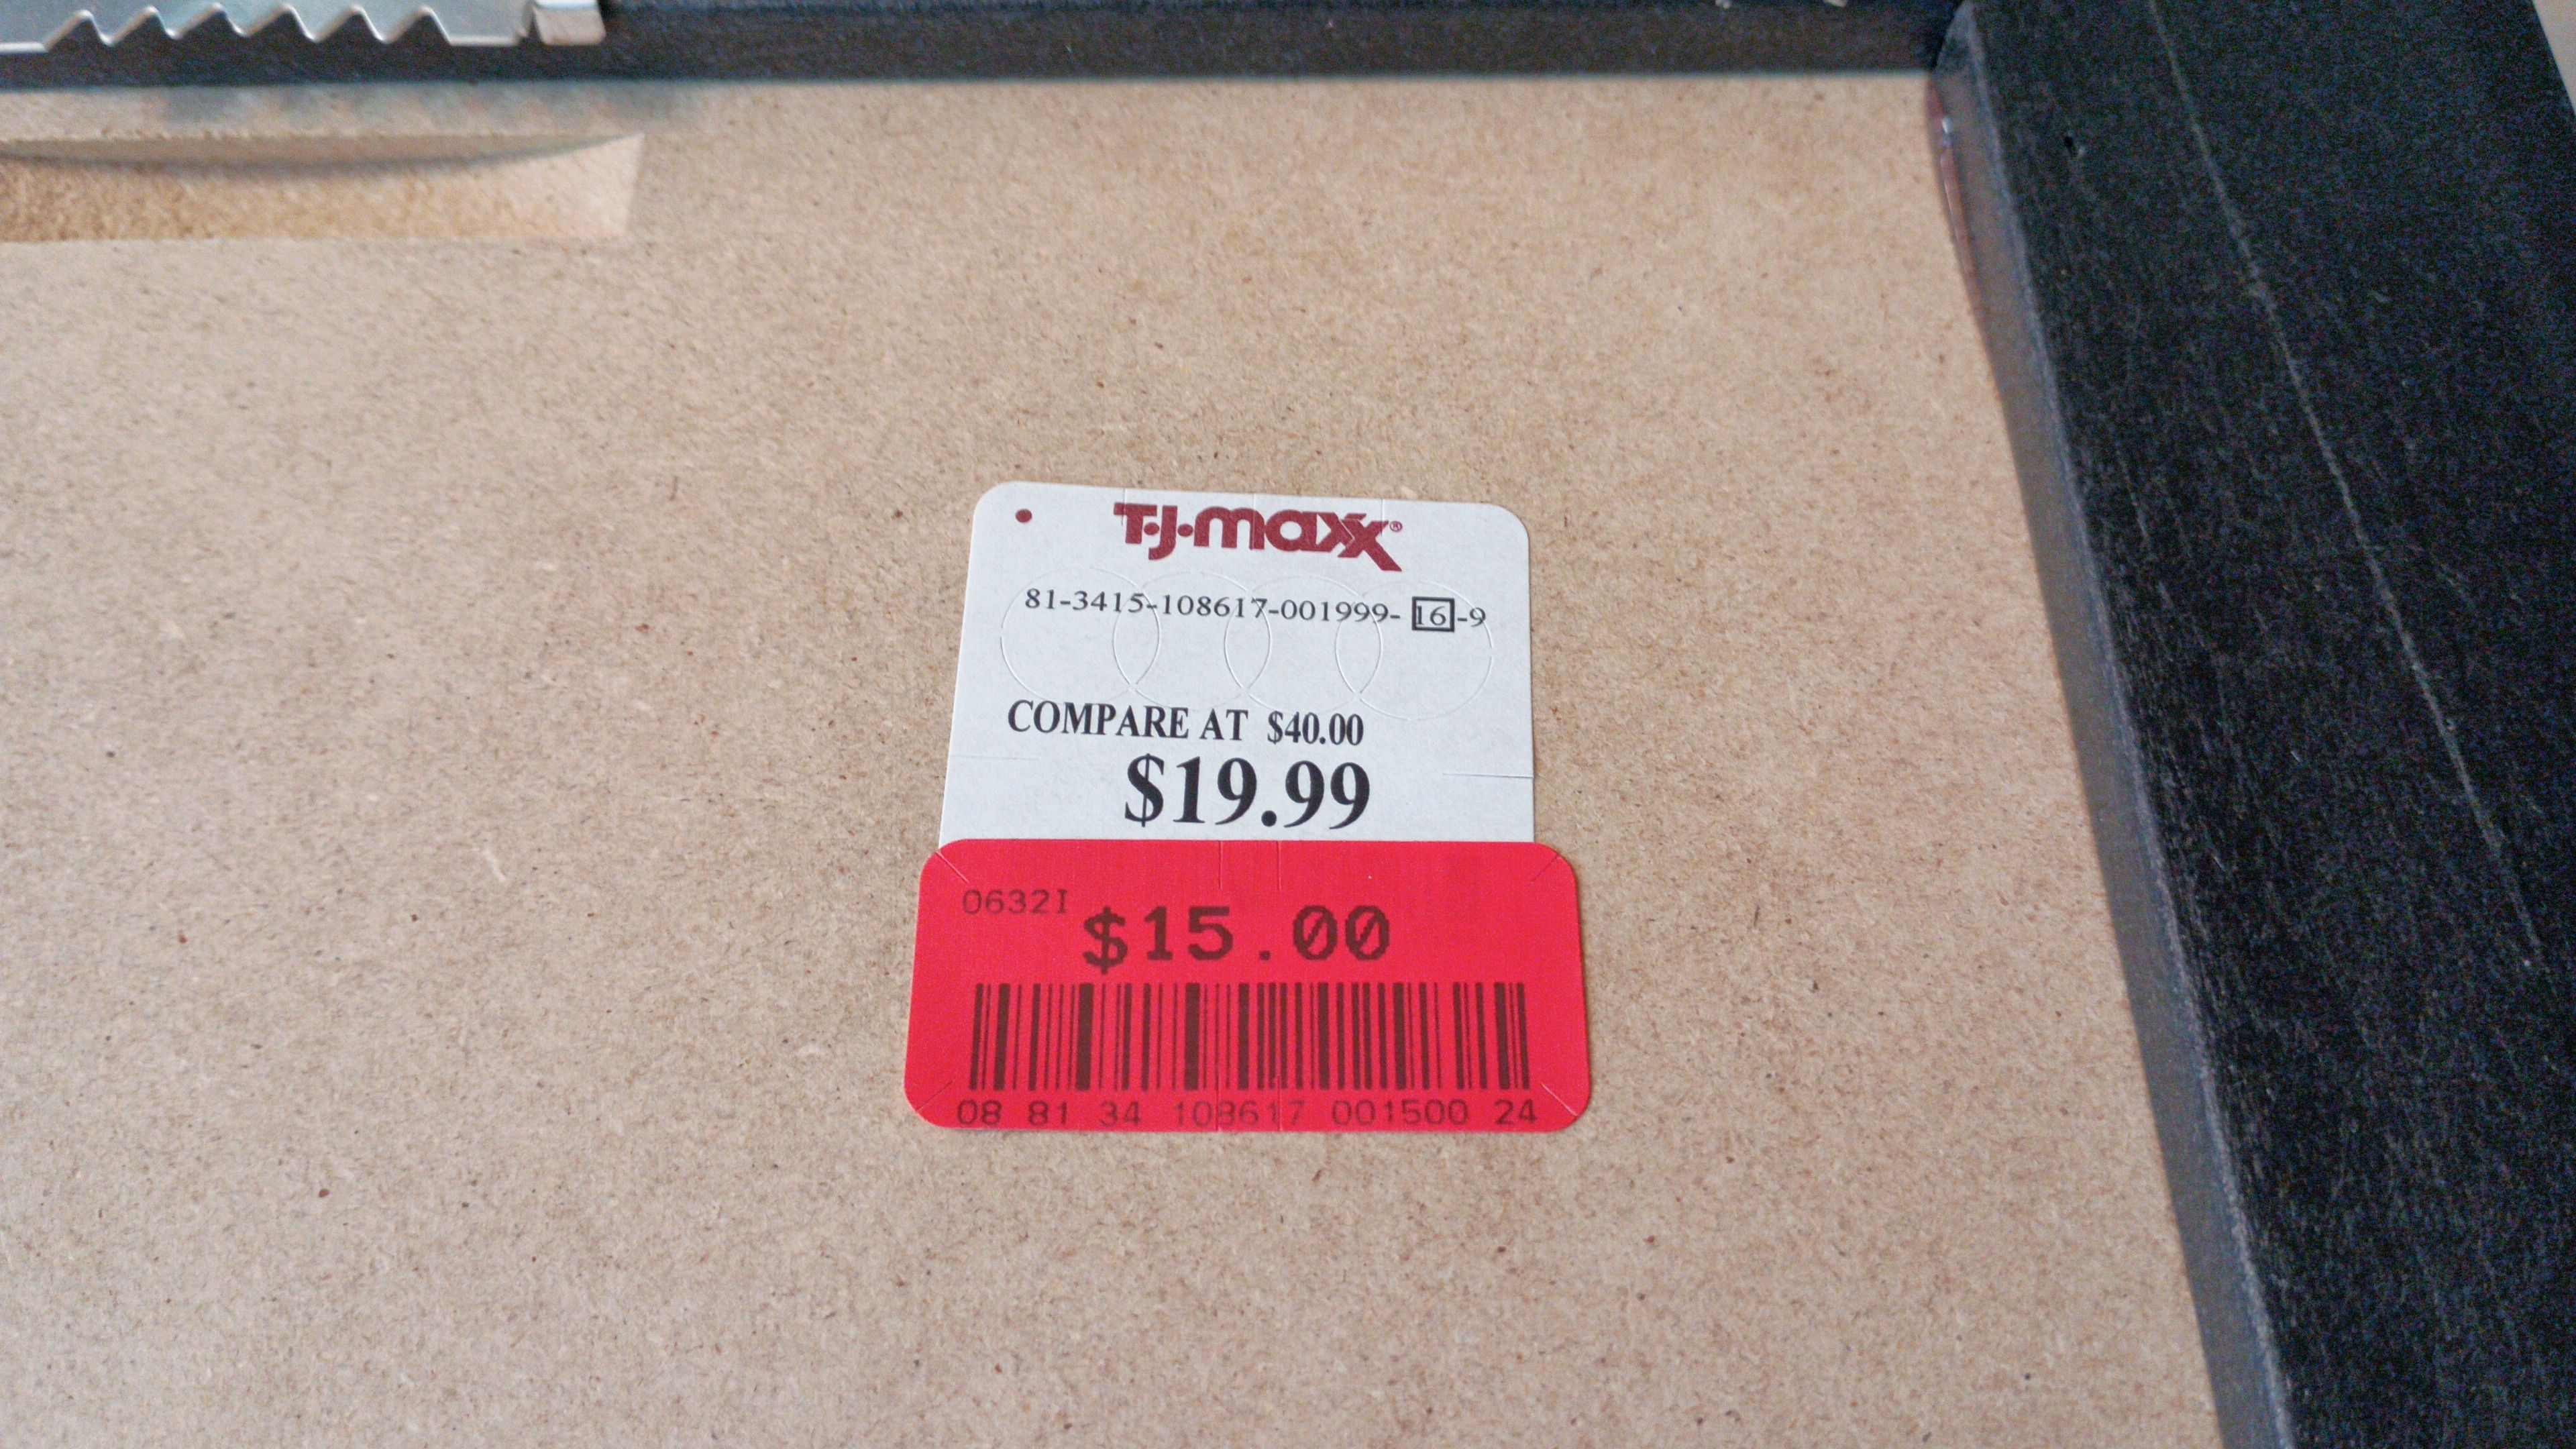 T·J·maxx®
81-3415-108617-001999- 16 -9
COMPARE AT $40.00
$19.99
0632I
$15.00
08 81 34 108617 001500 24